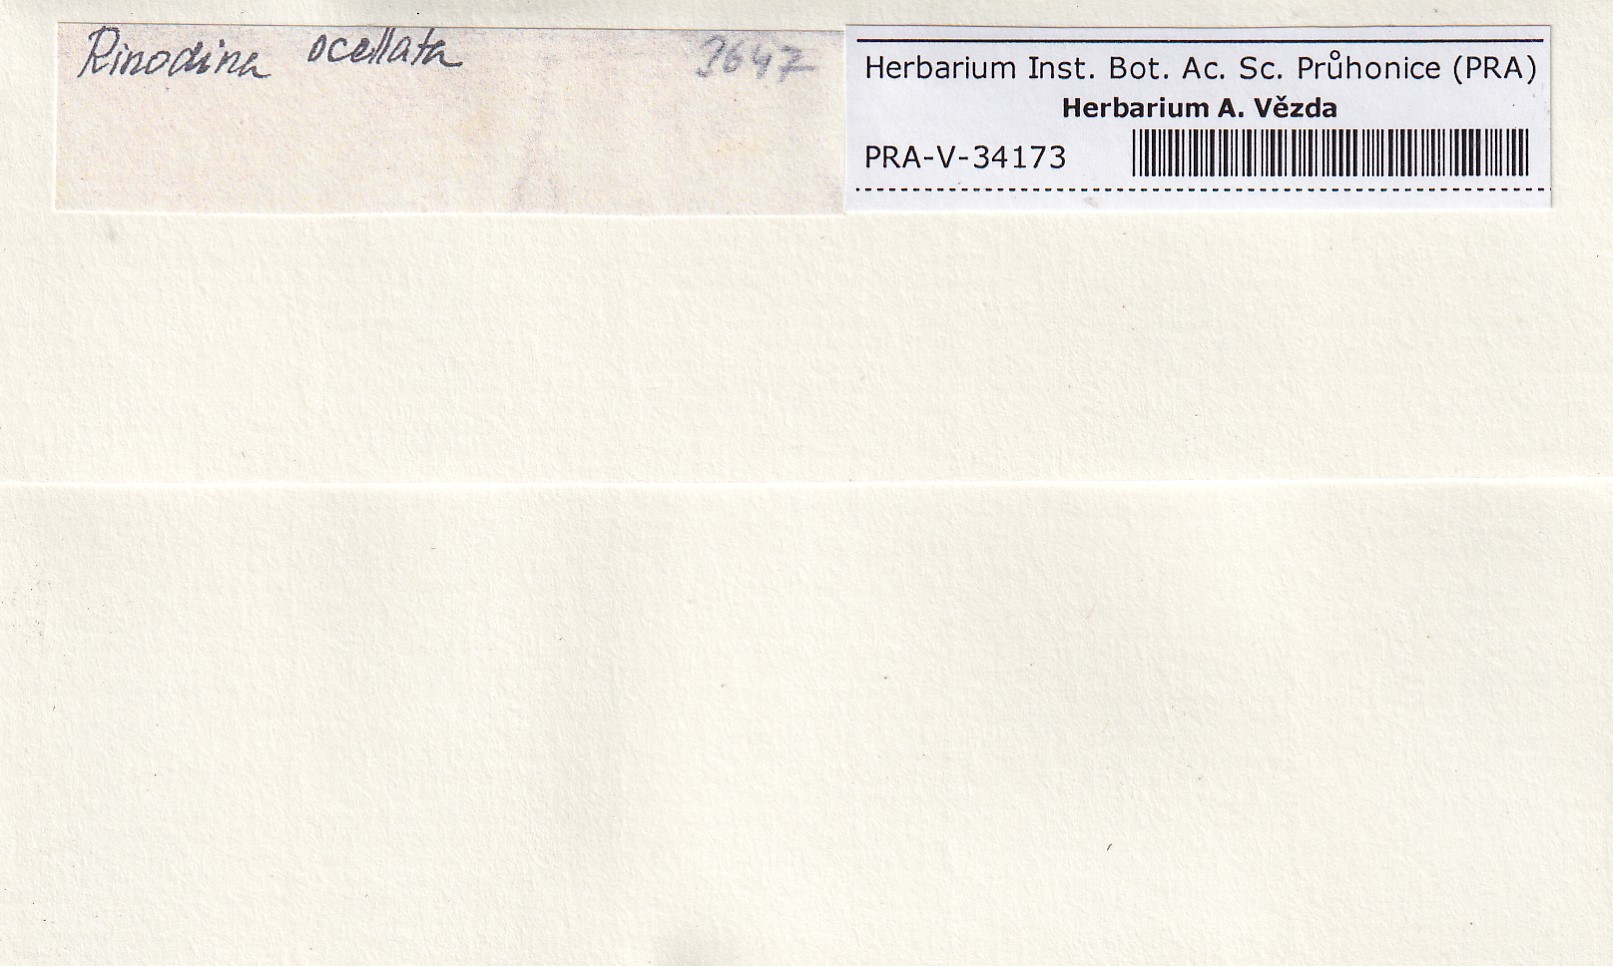 Rinodina ocellata 3647
Herbarium Inst. Bot. Ac. Sc. Průhonice (PRA)
Herbarium A. Vězda
PRA-V-34173